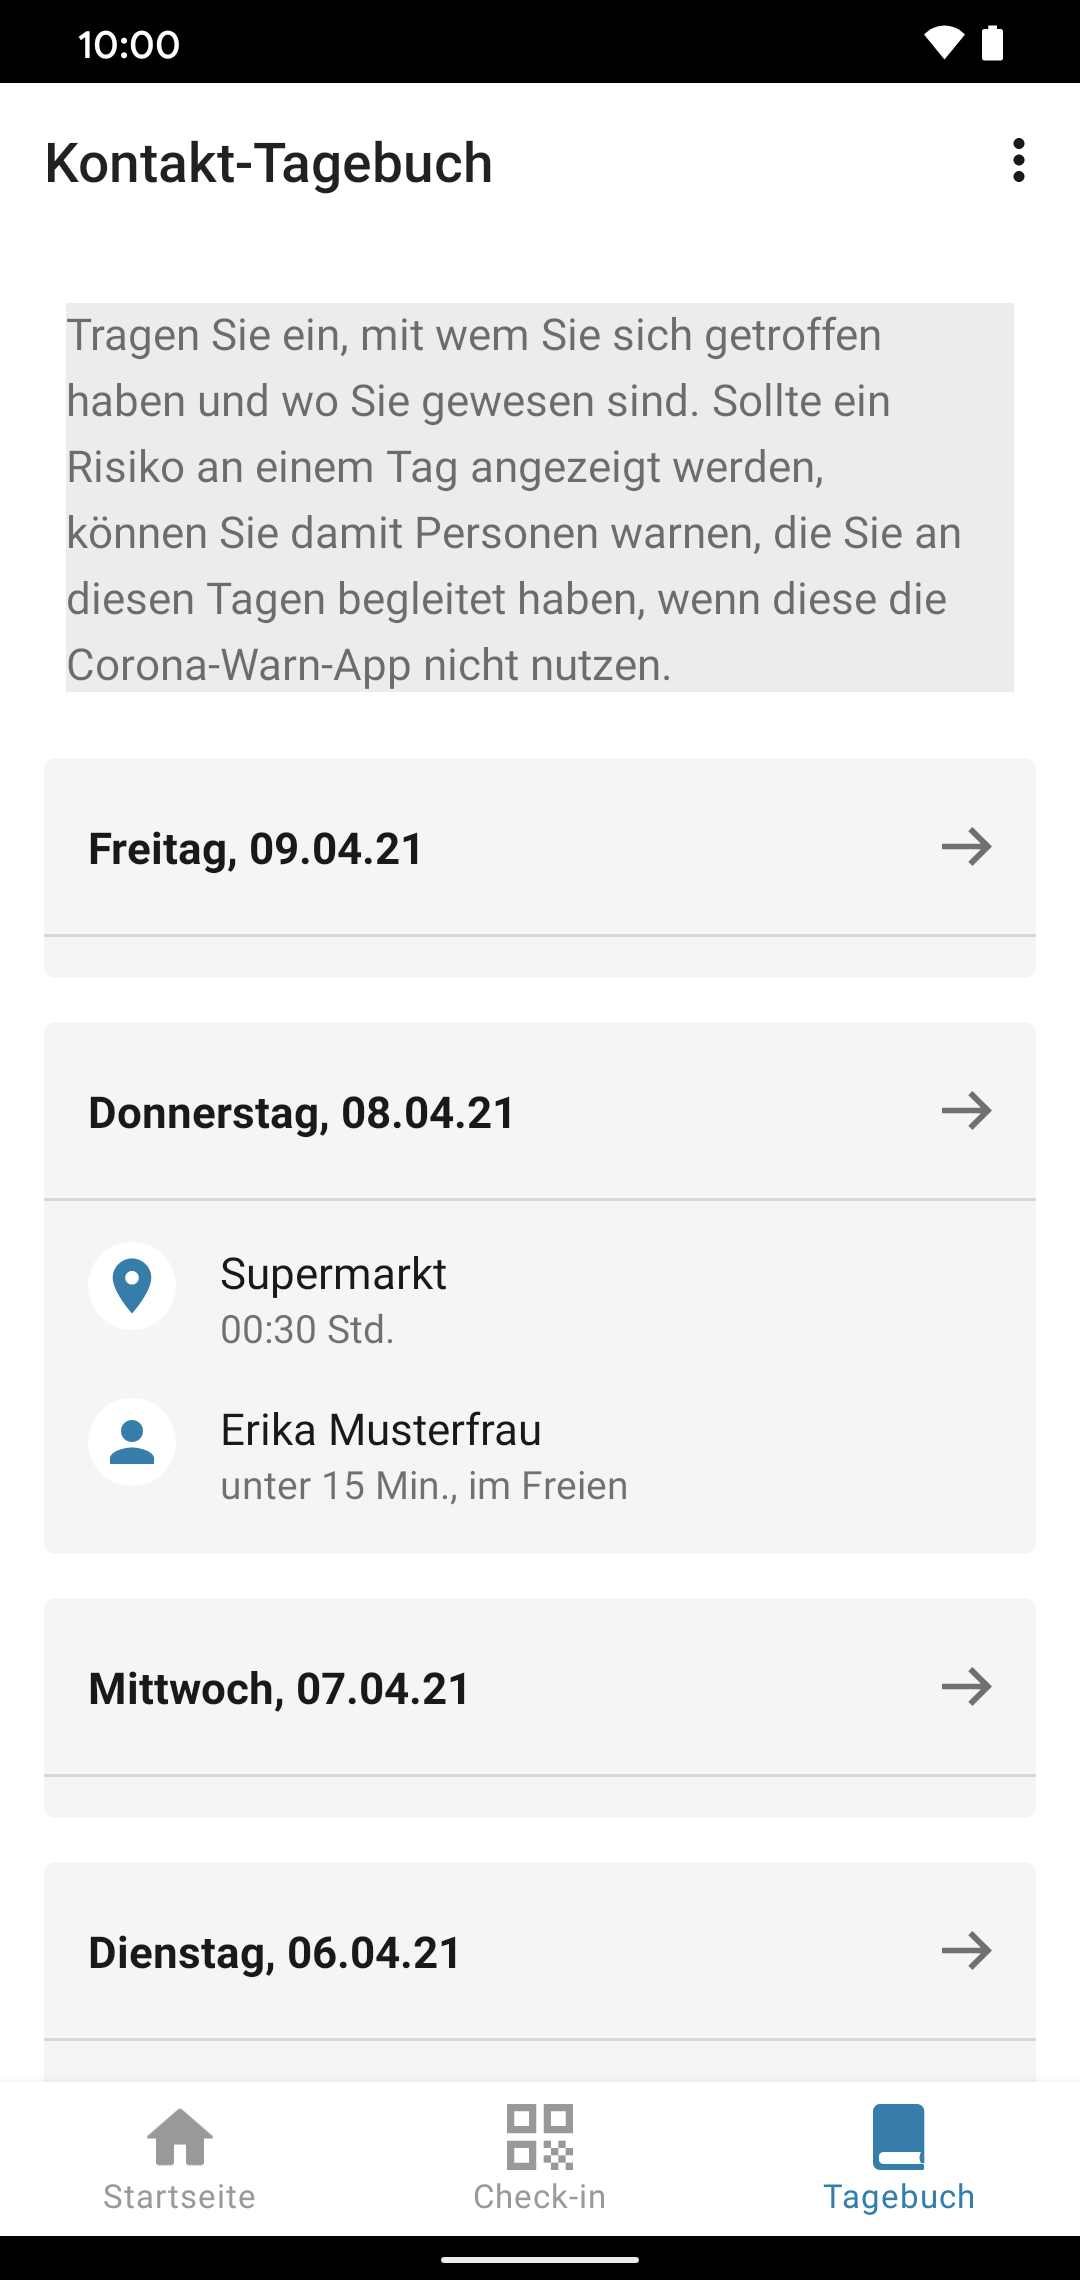 10:00
Kontakt-Tagebuch
Tragen Sie ein, mit wem Sie sich getroffen
haben und wo Sie gewesen sind. Sollte ein
Risiko an einem Tag angezeigt werden,
können Sie damit Personen warnen, die Sie an
diesen Tagen begleitet haben, wenn diese die
Corona-Warn-App nicht nutzen.
Freitag, 09.04.21
Donnerstag, 08.04.21
Supermarkt
00:30 Std.
Erika Musterfrau
unter 15 Min., im Freien
Mittwoch, 07.04.21
Dienstag, 06.04.21
Startseite
Check-in
Tagebuch